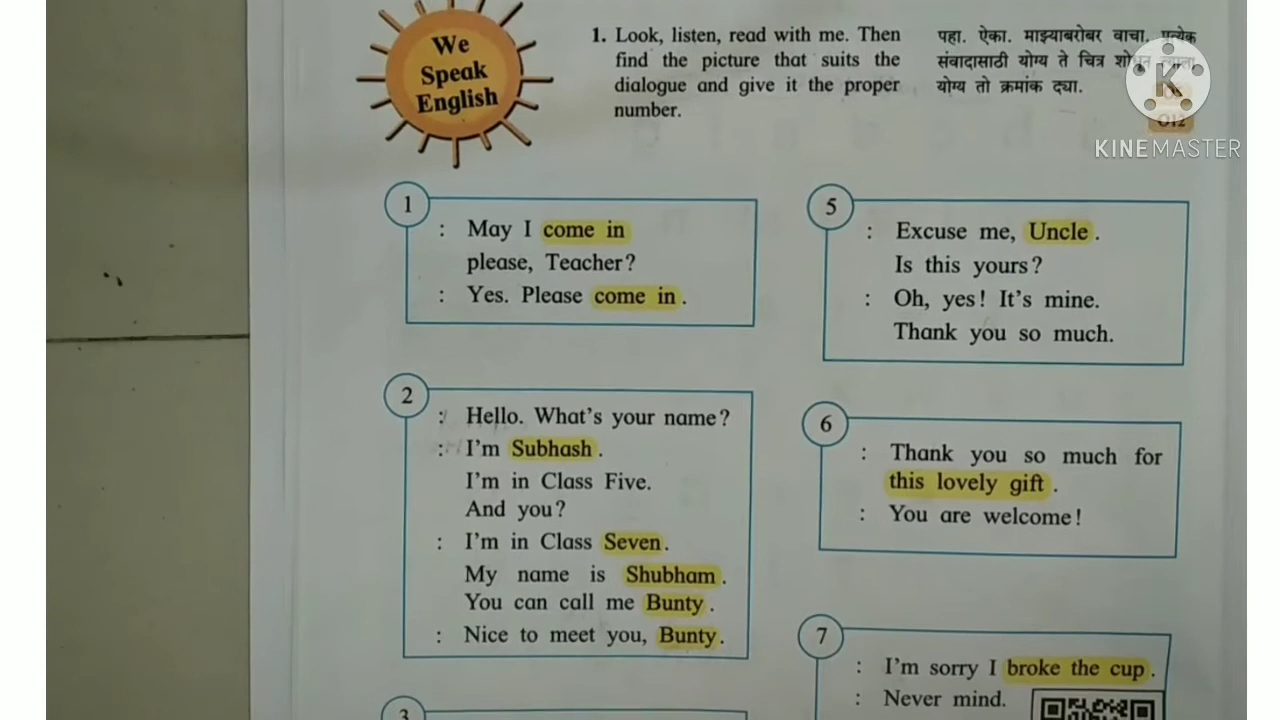 We
Speak
English
1. Look, listen, read with me. Then
find the picture that suits the
dialogue and give it the proper
number.
पहा. ऐका. माझ्याबरोबर वाचा. प्रत्येक
संवादासाठी योग्य ते चित्र शोधून त्याला
योग्य तो क्रमांक द्या.
K
O12
KINEMASTER
1
: May I come in
please, Teacher?
: Yes. Please come in.
2
: Hello. What's your name?
: I'm Subhash.
I'm in Class Five.
And you?
: I'm in Class Seven.
My name is Shubham.
You can call me Bunty.
: Nice to meet you, Bunty.
3
5
: Excuse me, Uncle.
Is this yours?
: Oh, yes! It's mine.
Thank you so much.
6
: Thank you so much for
this lovely gift.
: You are welcome!
7
: I'm sorry I broke the cup.
: Never mind.